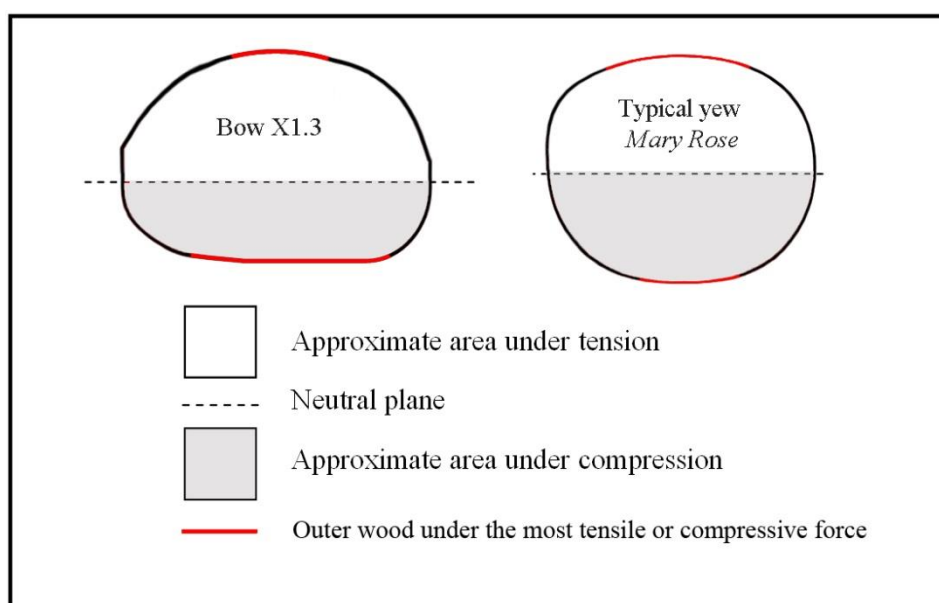 Bow X1.3
Typical yew
Mary Rose
Approximate area under tension
Neutral plane
Approximate area under compression
Outer wood under the most tensile or compressive force